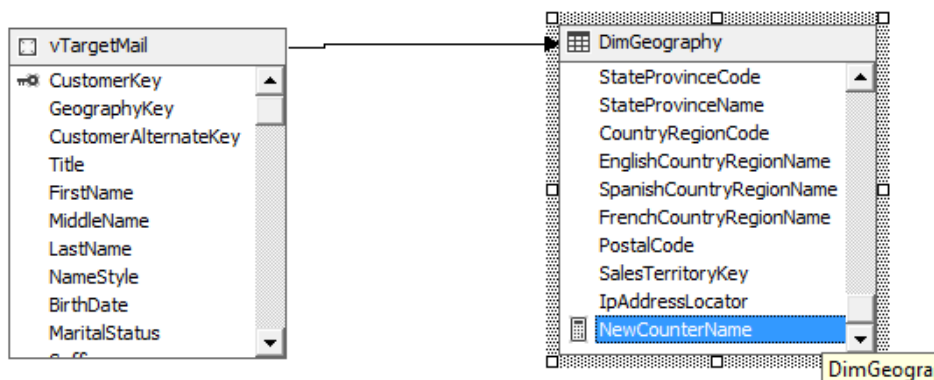 vTargetMail
CustomerKey
GeographyKey
CustomerAlternateKey
Title
FirstName
MiddleName
LastName
NameStyle
BirthDate
MaritalStatus
DimGeography
StateProvinceCode
StateProvinceName
CountryRegionCode
EnglishCountryRegionName
SpanishCountryRegionName
FrenchCountryRegionName
PostalCode
SalesTerritoryKey
IpAddressLocator
NewCounterName
DimGeogra